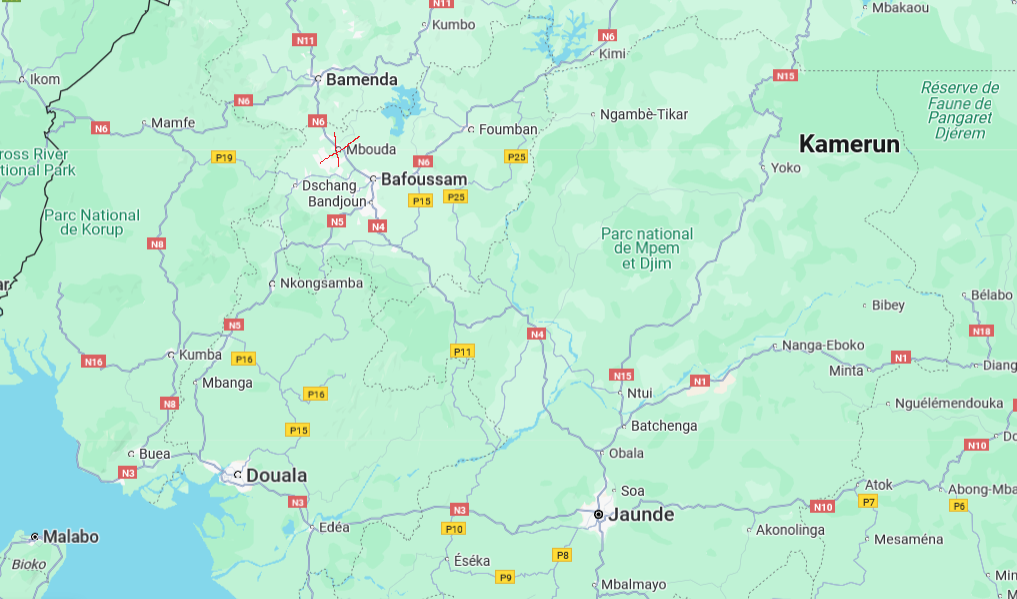 N11
Kumbo
Mbakaou
N11
N6
Kimi
Ikom
Bamenda
N15
N6
Réserve de
Faune de
Pangaret
Djérem
Ngambè-Tikar
N6
Mamfe
N6
Foumban
Kamerun
Mbouda
ross River
tional Park
P19
N6
P25
Yoko
Dschang
Bafoussam
Bandjoun
P15
P25
Parc National
de Korup
N5
N4
N8
Parc national
de Mpem
et Djim
ar
Nkongsamba
Bibey
Bélabo
N5
N4
N18
Kumba
P16
P11
Nanga-Eboko
N16
N1
Minta
Diang
Mbanga
N15
N1
P16
Ntui
N8
Nguélémendouka
P15
Batchenga
Do
N10
Buea
Obala
N3
Douala
Soa
Atok
Abong-Mba
N3
N3
N10
P7
P6
Jaunde
Edéa
P10
Akonolinga
Malabo
Mesaména
P8
Bioko
Éséka
P9
Mbalmayo
Min
M